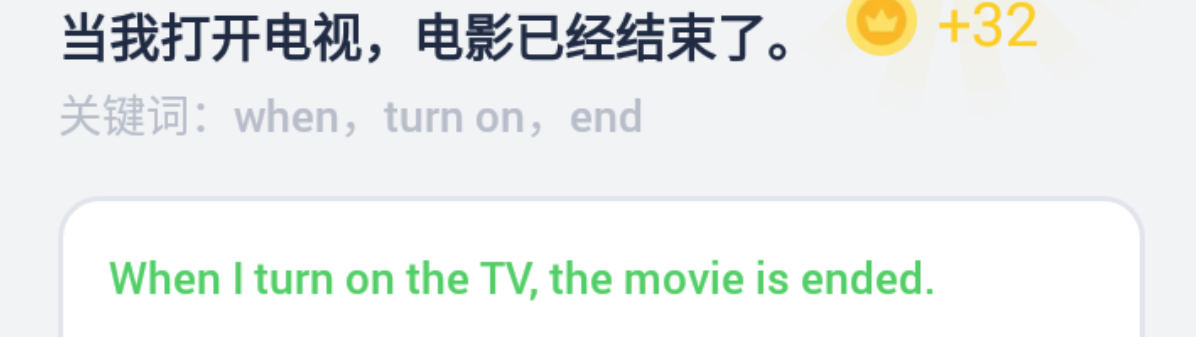 当我打开电视，电影已经结束了。 +32
关键词：when，turn on，end
When I turn on the TV, the movie is ended.